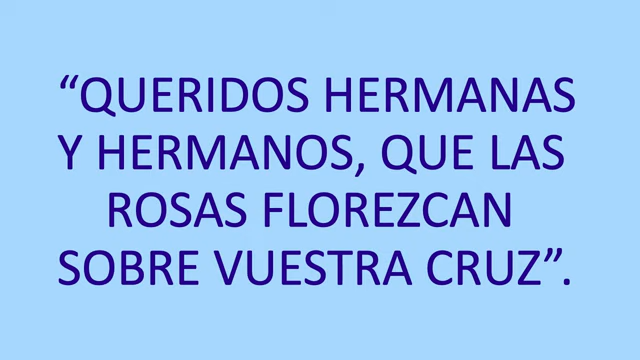 “QUERIDOS HERMANAS
Y HERMANOS, QUE LAS
ROSAS FLOREZCAN
SOBRE VUESTRA CRUZ”.